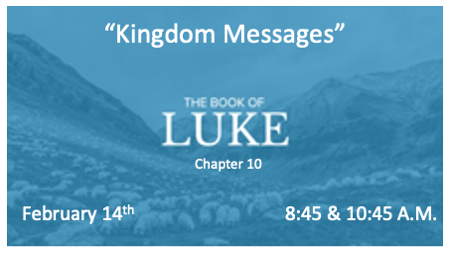 “Kingdom Messages”
THE BOOK OF
LUKE
Chapter 10
February 14th
8:45 & 10:45 A.M.